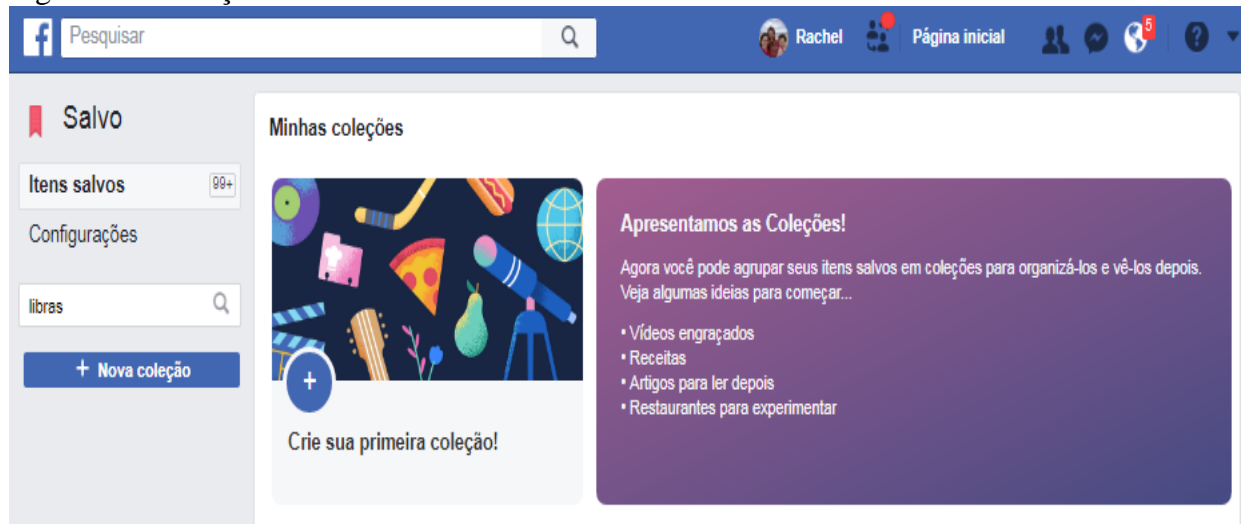 Pesquisar
Rachel
Página inicial
5
Salvo
Itens salvos
99+
Configurações
libras
+ Nova coleção
Minhas coleções
Crie sua primeira coleção!
Apresentamos as Coleções!
Agora você pode agrupar seus itens salvos em coleções para organizá-los e vê-los depois.
Veja algumas ideias para começar...
• Vídeos engraçados
• Receitas
• Artigos para ler depois
• Restaurantes para experimentar